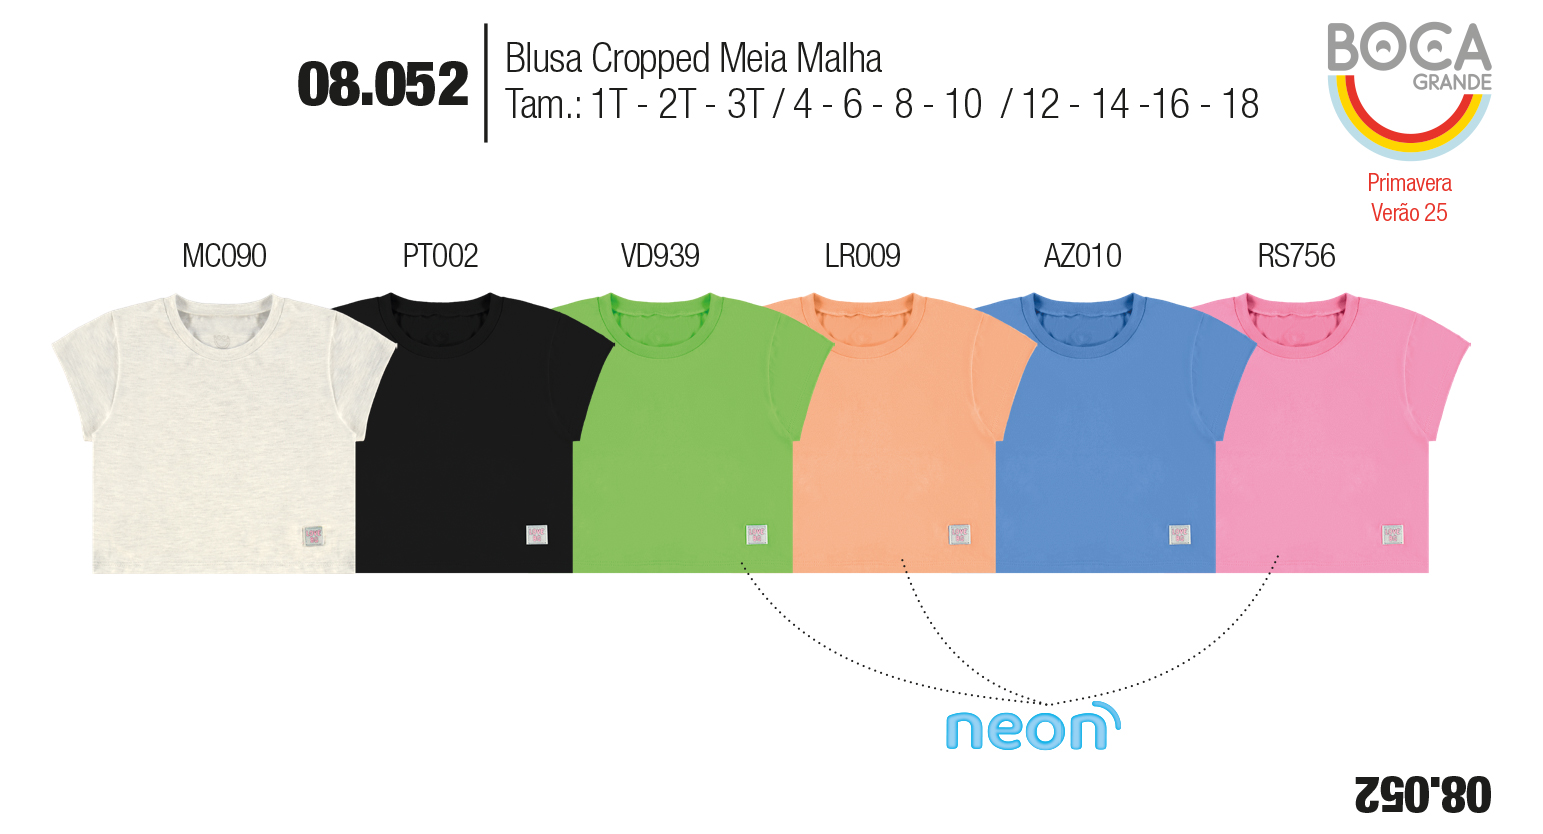 08.052
Blusa Cropped Meia Malha
Tam.: 1T - 2T - 3T / 4 - 6 - 8 - 10 / 12 - 14 -16 - 18
BOCA
GRANDE
Primavera
Verão 25
MC090
PT002
VD939
LR009
AZ010
RS756
neon
08.052